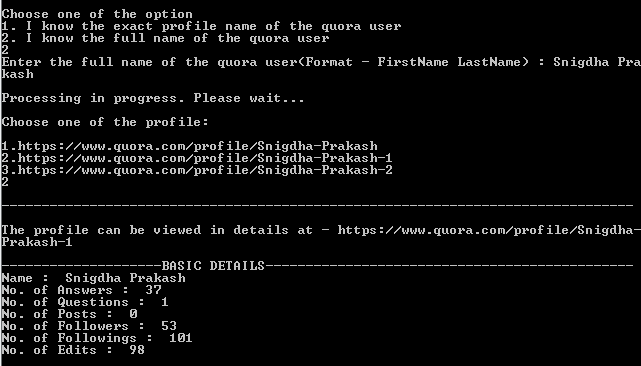 Choose one of the option
1. I know the exact profile name of the quora user
2. I know the full name of the quora user
2
Enter the full name of the quora user(Format - FirstName LastName) : Snigdha Pra
kash
Processing in progress. Please wait...
Choose one of the profile:
1.https://www.quora.com/profile/Snigdha-Prakash
2.https://www.quora.com/profile/Snigdha-Prakash-1
3.https://www.quora.com/profile/Snigdha-Prakash-2
2
-------------------------------------------------------------------------------
The profile can be viewed in details at - https://www.quora.com/profile/Snigdha-
Prakash-1
--------------------BASIC DETAILS----------------------------------------------
Name :  Snigdha Prakash
No. of Answers :  37
No. of Questions :  1
No. of Posts :  0
No. of Followers :  53
No. of Followings :  101
No. of Edits :  98